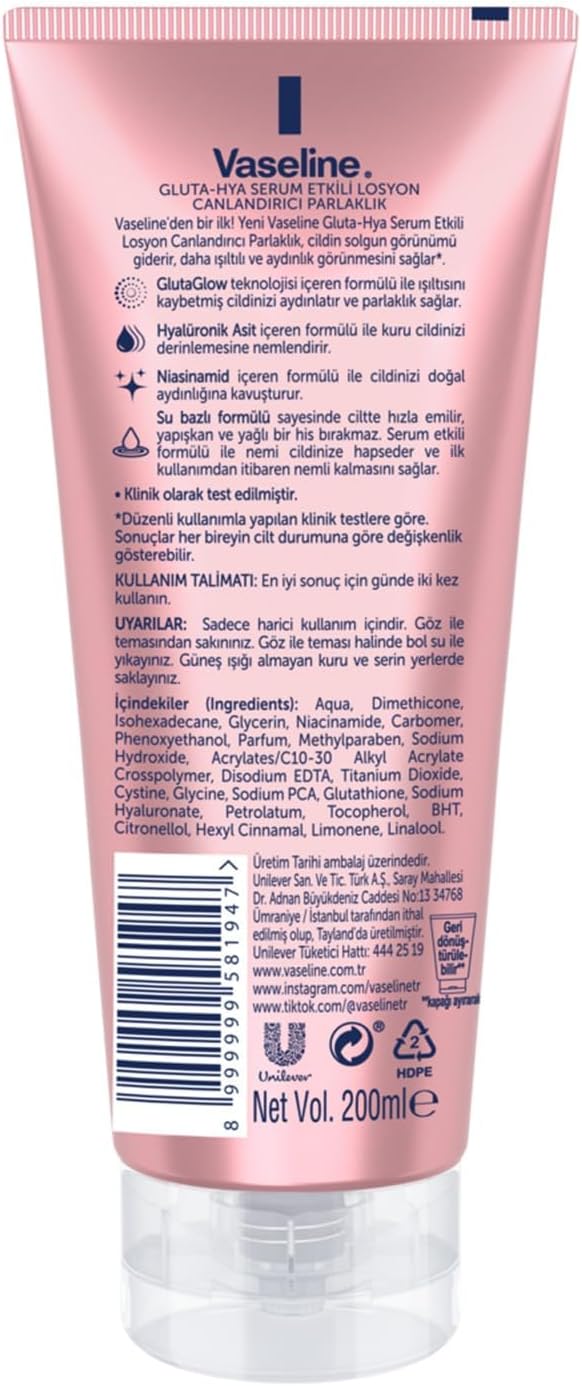 Vaseline.
GLUTA-HYA SERUM ETKİLİ LOSYON
CANLANDIRICI PARLAKLIK
Vaseline'den bir ilk! Yeni Vaseline Gluta-Hya Serum Etkili
Losyon Canlandırıcı Parlaklık, cildin solgun görünümü
giderir, daha ışıltılı ve aydınlık görünmesini sağlar*.
GlutaGlow teknolojisi içeren formülü ile ışıltısını
kaybetmiş cildinizi aydınlatır ve parlaklık sağlar.
Hyalüronik Asit içeren formülü ile kuru cildinizi
derinlemesine nemlendirir.
Niasinamid içeren formülü ile cildinizi doğal
aydınlığına kavuşturur.
Su bazlı formülü sayesinde ciltte hızla emilir,
yapışkan ve yağlı bir his bırakmaz. Serum etkili
formülü ile nemi cildinize hapseder ve ilk
kullanımdan itibaren nemli kalmasını sağlar.
• Klinik olarak test edilmiştir.
*Düzenli kullanımla yapılan klinik testlere göre.
Sonuçlar her bireyin cilt durumuna göre değişkenlik
gösterebilir.
KULLANIM TALİMATI: En iyi sonuç için günde iki kez
kullanın.
UYARILAR: Sadece harici kullanım içindir. Göz ile
temasından sakınınız. Göz ile teması halinde bol su ile
yıkayınız. Güneş ışığı almayan kuru ve serin yerlerde
saklayınız.
İçindekiler (Ingredients): Aqua, Dimethicone,
Isohexadecane, Glycerin, Niacinamide, Carbomer,
Phenoxyethanol, Parfum, Methylparaben, Sodium
Hydroxide, Acrylates/C10-30 Alkyl Acrylate
Crosspolymer, Disodium EDTA, Titanium Dioxide,
Cystine, Glycine, Sodium PCA, Glutathione, Sodium
Hyaluronate, Petrolatum, Tocopherol, BHT,
Citronellol, Hexyl Cinnamal, Limonene, Linalool.
Üretim Tarihi ambalaj üzerindedir.
Unilever San. Ve Tic. Türk A.Ş., Saray Mahallesi
Dr. Adnan Büyükdeniz Caddesi No:13 34768
Ümraniye / İstanbul tarafından ithal
edilmiş olup, Tayland'da üretilmiştir.
Unilever Tüketici Hattı: 444 25 19
www.vaseline.com.tr
www.instagram.com/vaselinetr
www.tiktok.com/@vaselinetr
Geri
dönüş-
türüle-
bilir**
**kapağı ayırarak
8 999999 581947 >
Unilever
®
2
HDPE
Net Vol. 200ml e